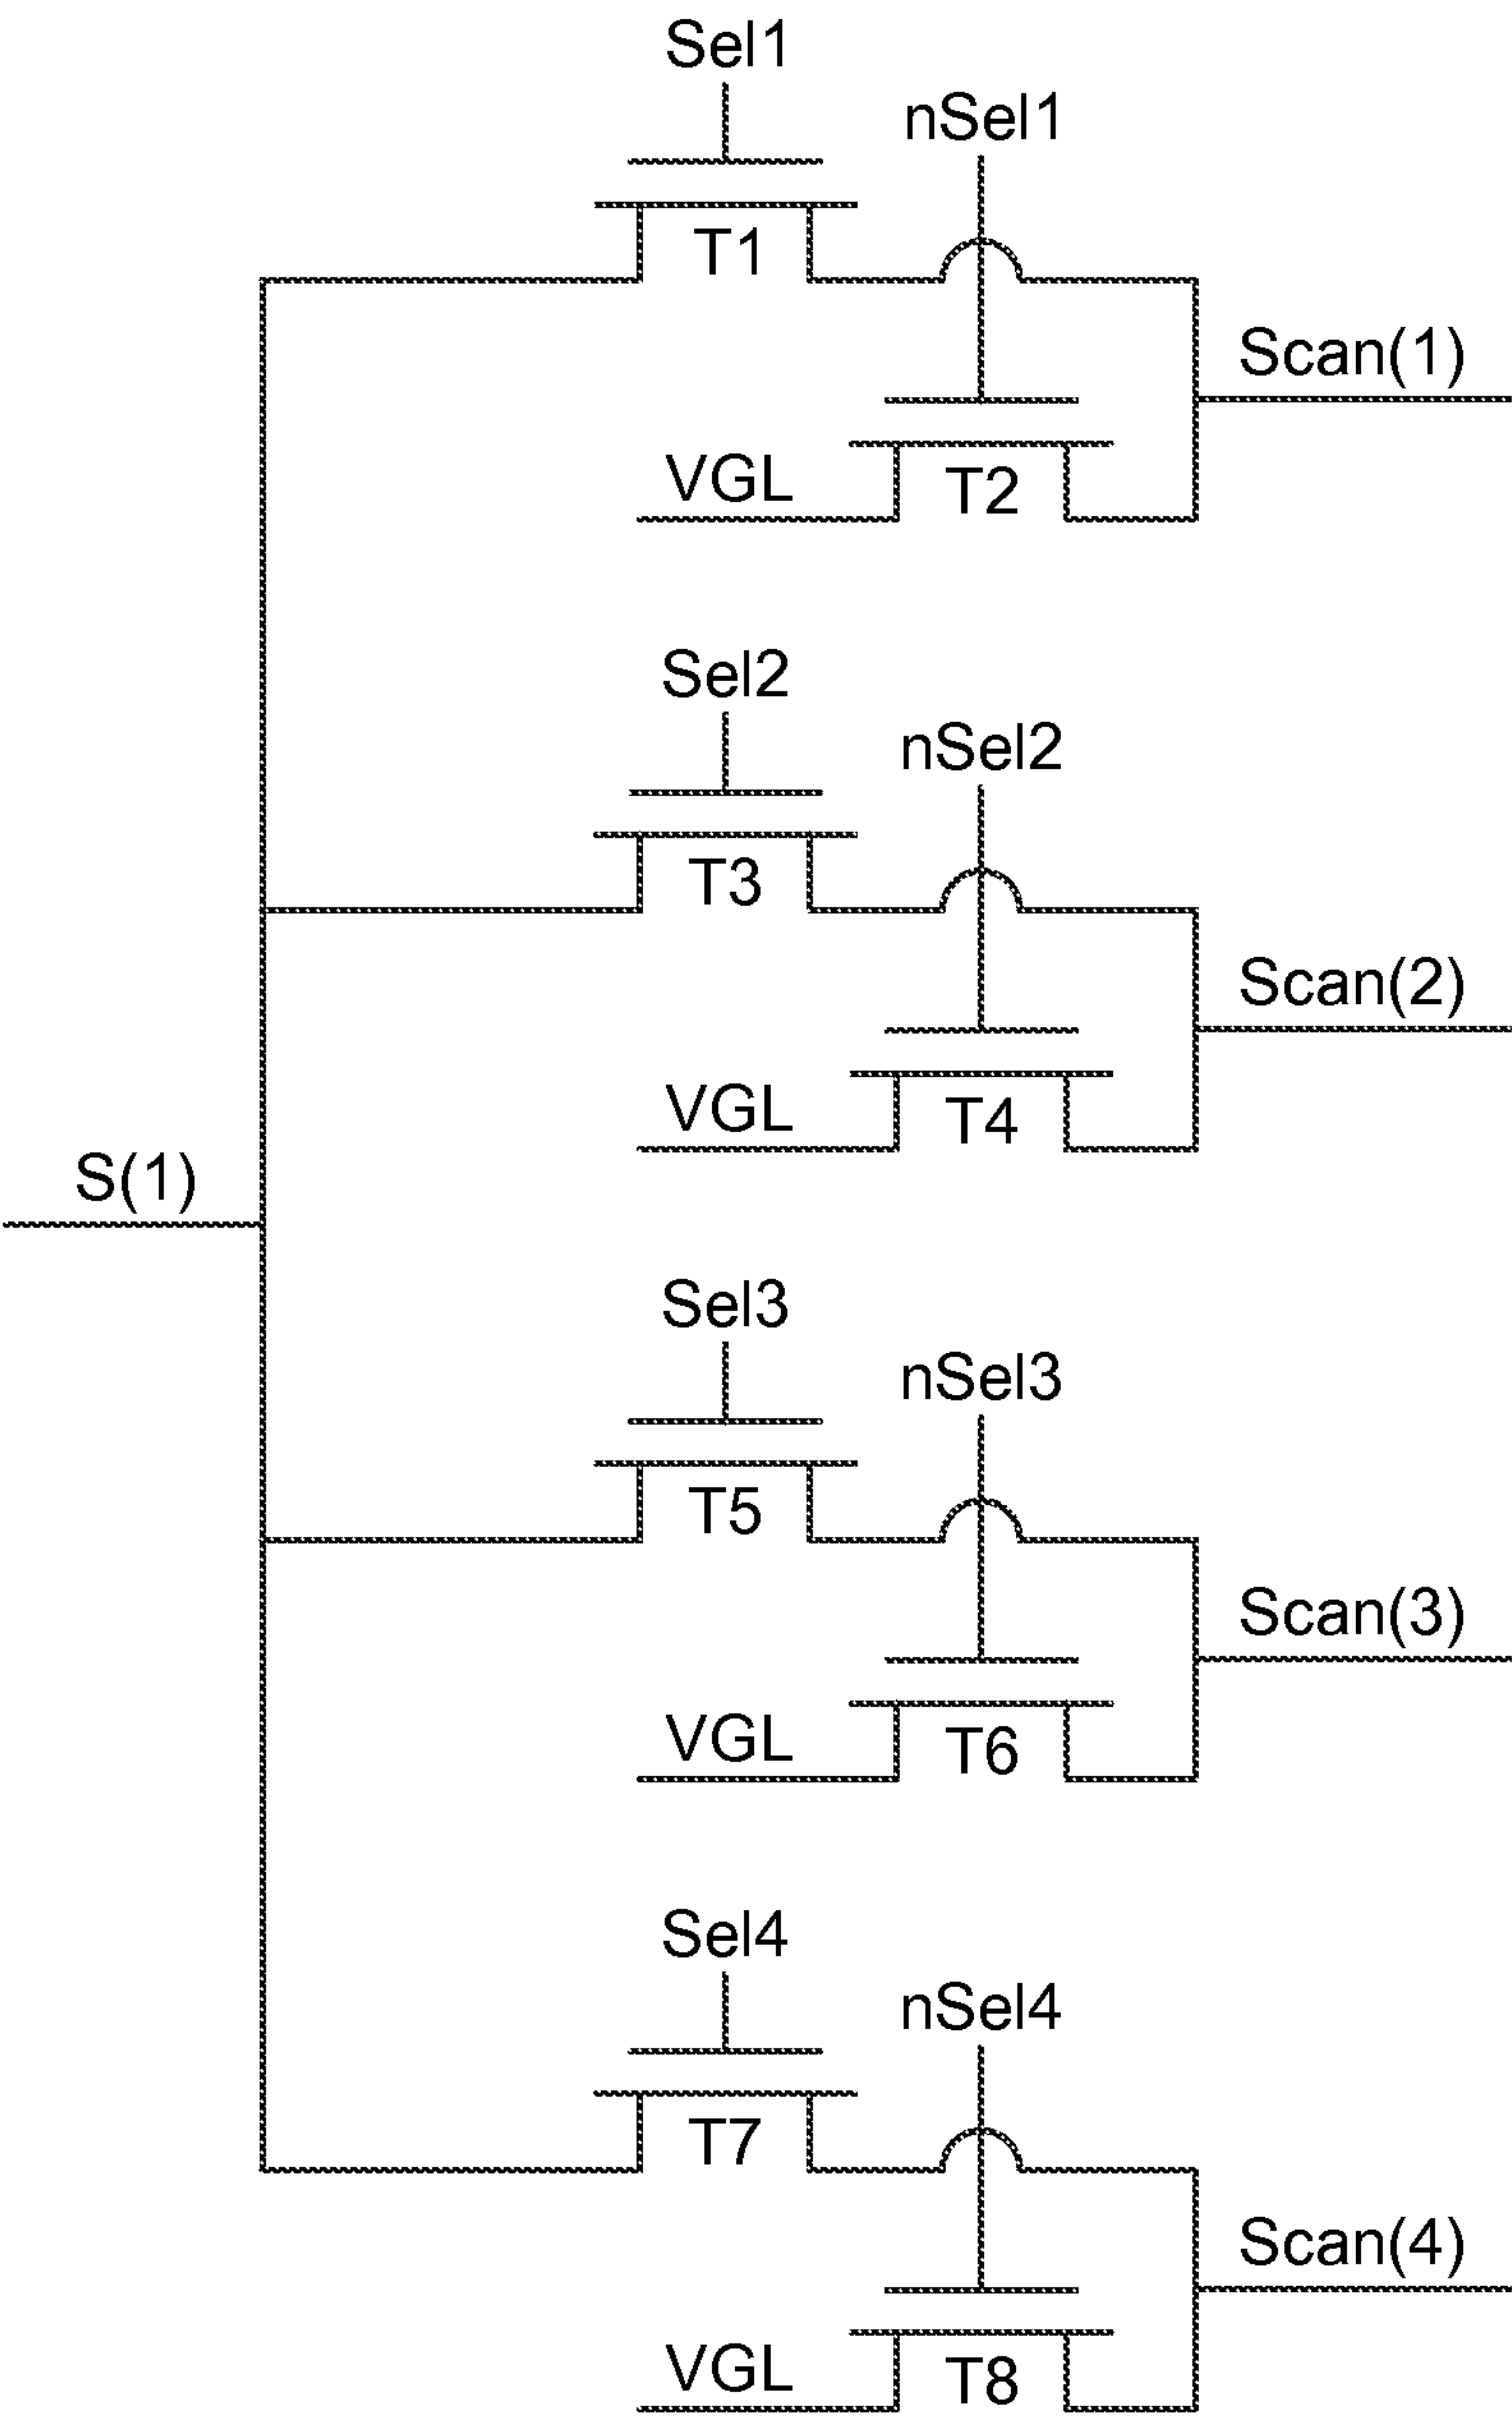 Sel1
nSel1
T1
Scan(1)
VGL
T2
Sel2
nSel2
T3
Scan(2)
VGL
T4
S(1)
Sel3
nSel3
T5
Scan(3)
VGL
T6
Sel4
nSel4
T7
Scan(4)
VGL
T8